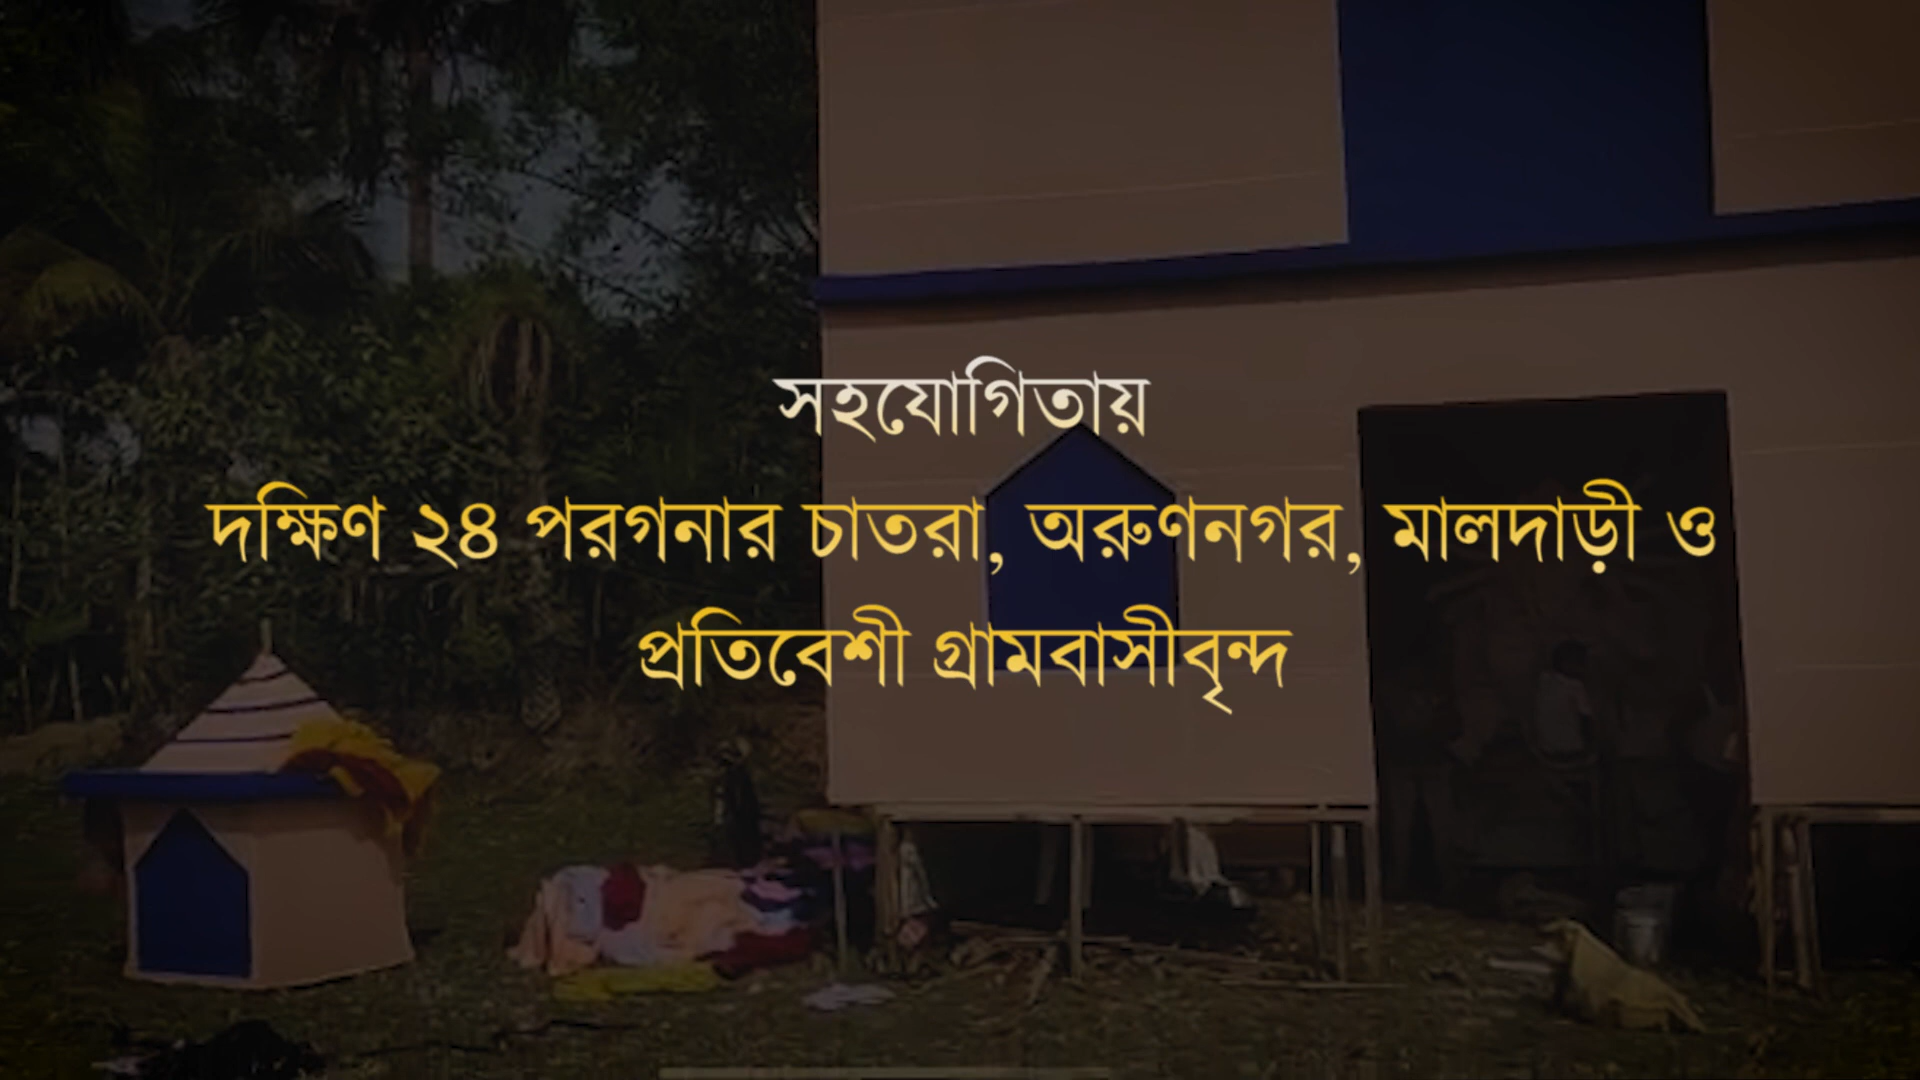 সহযোগিতায়
দক্ষিণ ২৪ পরগনার চাতরা, অরুণনগর, মালদাড়ী ও
প্রতিবেশী গ্রামবাসীবৃন্দ